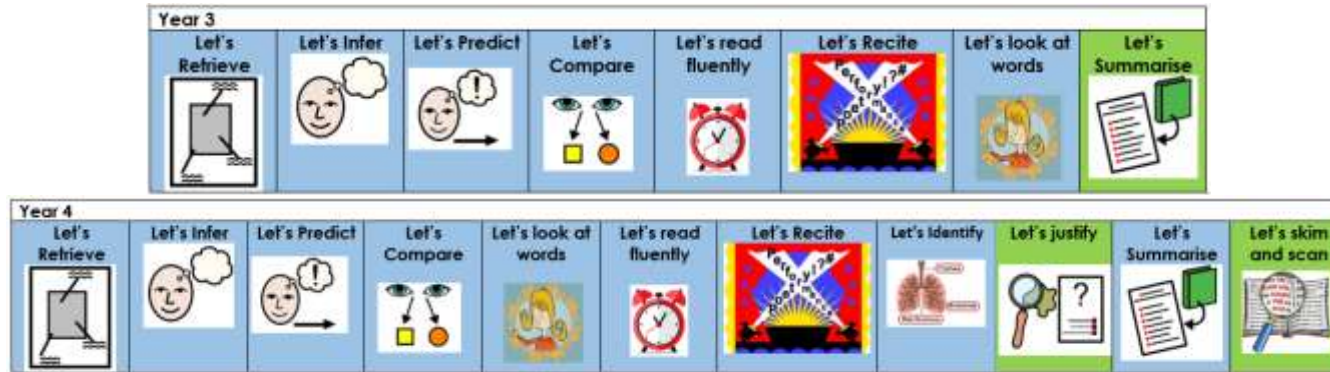 Year 3
Let's Retrieve
Let's Infer
Let's Predict
Let's Compare
Let's read fluently
Let's Recite
Let's look at words
Let's Summarise
Year 4
Let's Retrieve
Let's Infer
Let's Predict
Let's Compare
Let's look at words
Let's read fluently
Let's Recite
Let's Identify
Let's justify
?
Let's Summarise
Let's skim and scan